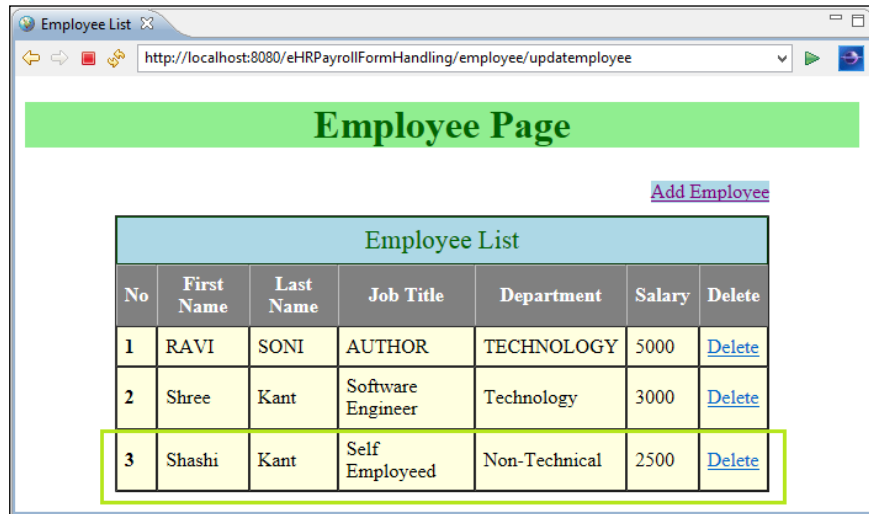 Employee List
http://localhost:8080/eHRPayrollFormHandling/employee/updatemployee
Employee Page
Add Employee
Employee List
No First Name Last Name Job Title Department Salary Delete
1 RAVI SONI AUTHOR TECHNOLOGY 5000 Delete
2 Shree Kant Software Engineer Technology 3000 Delete
3 Shashi Kant Self Employeed Non-Technical 2500 Delete